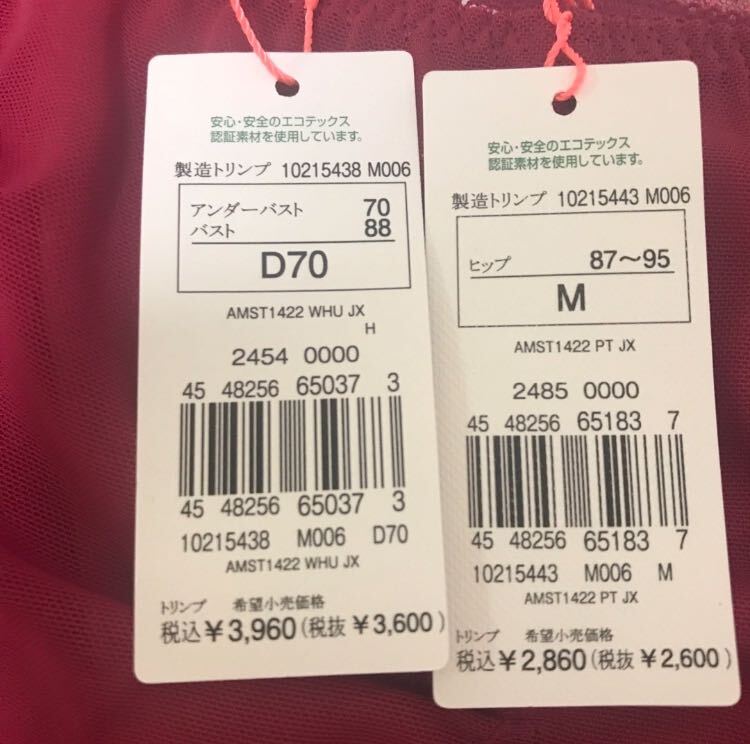 安心・安全のエコテックス
認証素材を使用しています。
製造トリンプ 10215438 M006
アンダーバスト 70
バスト 88
D70
AMST1422 WHU JX
H
2454 0000
45 48256 65037 3
45 48256 65037 3
10215438 M006 D70
AMST1422 WHU JX
トリンプ 希望小売価格
税込¥3,960(税抜¥3,600)
安心・安全のエコテックス
認証素材を使用しています。
製造トリンプ 10215443 M006
ヒップ 87〜95
M
AMST1422 PT JX
2485 0000
45 48256 65183 7
45 48256 65183 7
10215443 M006 M
AMST1422 PT JX
トリンプ 希望小売価格
税込¥2,860(税抜¥2,600)